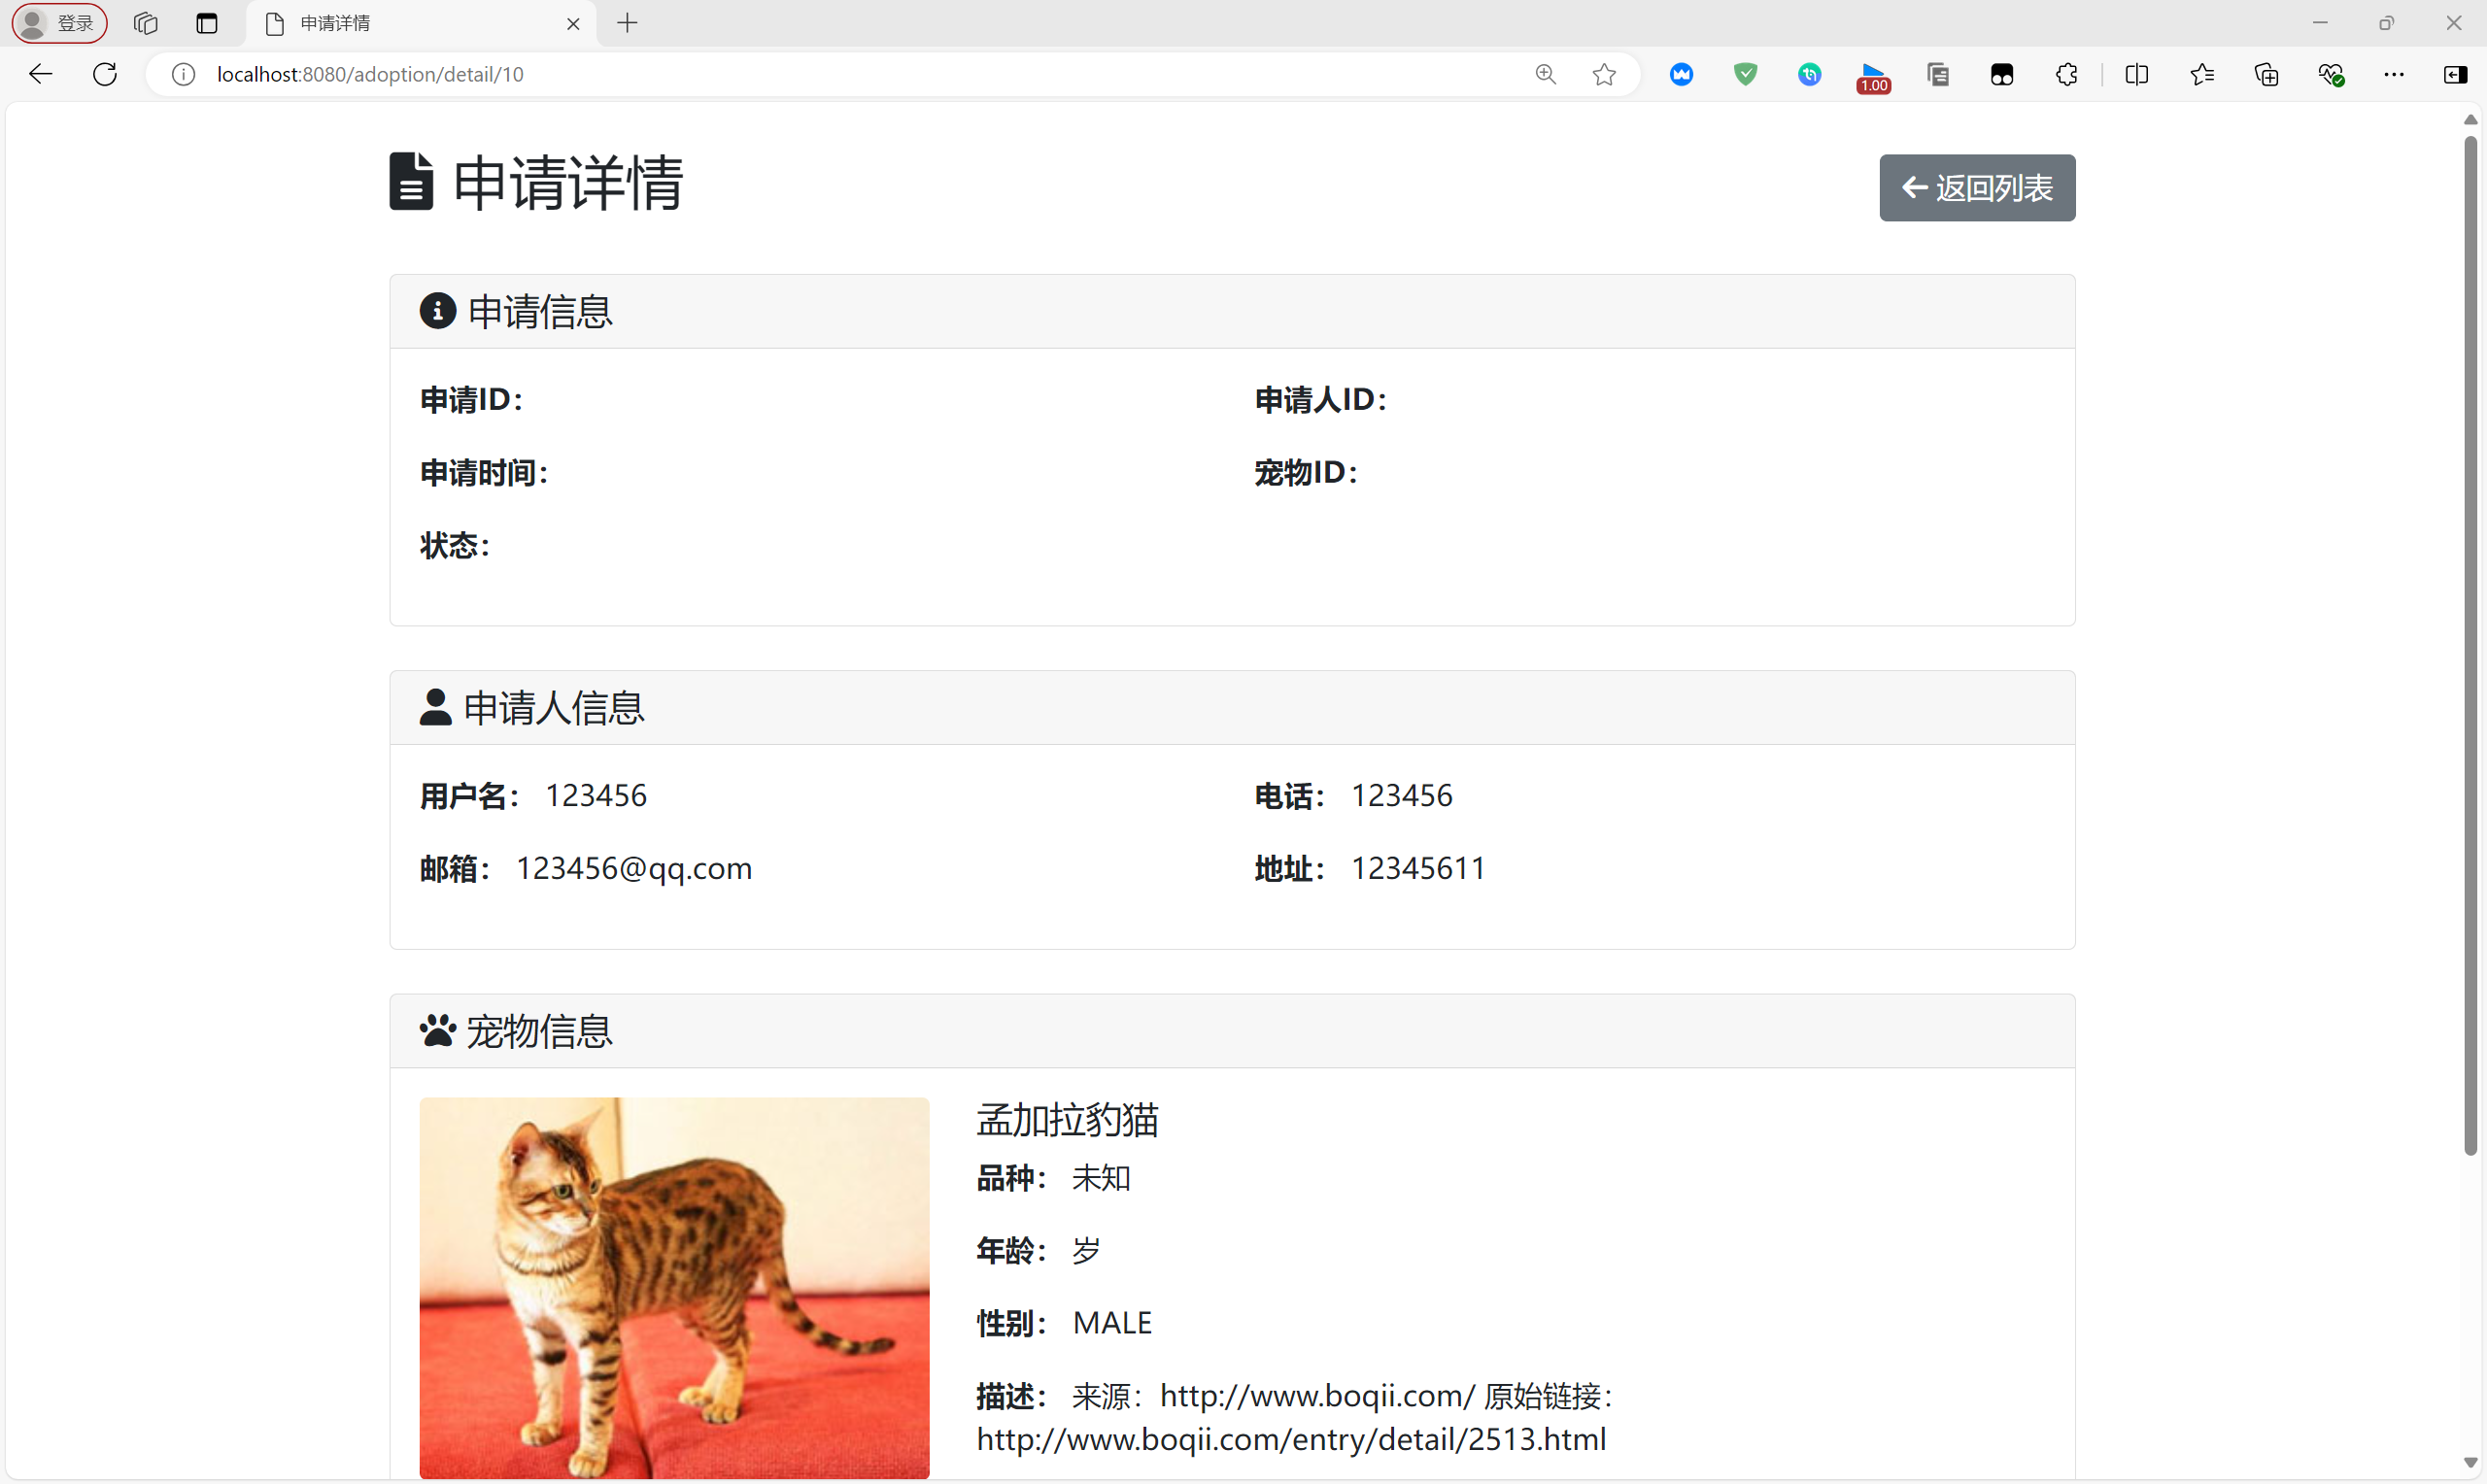 登录
申请详情
localhost:8080/adoption/detail/10
1.00
申请详情
返回列表
申请信息
申请ID：
申请人ID：
申请时间：
宠物ID：
状态：
申请人信息
用户名： 123456
电话： 123456
邮箱： 123456@qq.com
地址： 12345611
宠物信息
孟加拉豹猫
品种： 未知
年龄： 岁
性别： MALE
描述： 来源：http://www.boqii.com/ 原始链接：
http://www.boqii.com/entry/detail/2513.html